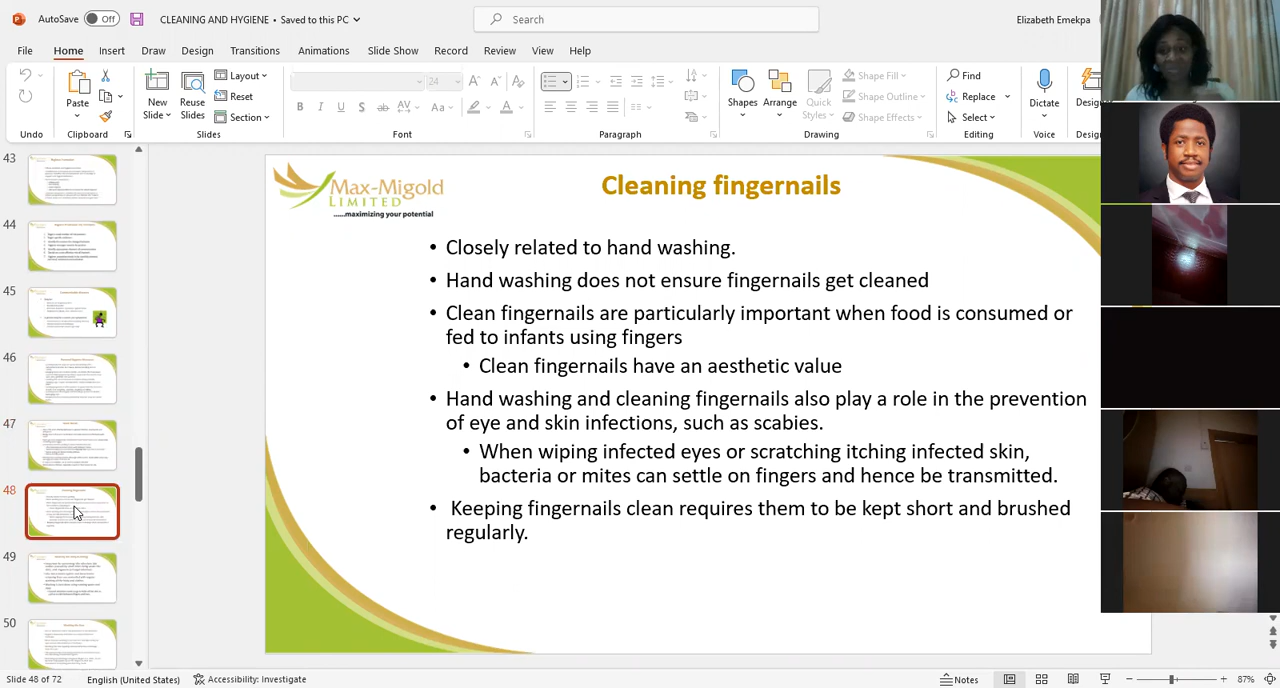 AutoSave Off CLEANING AND HYGIENE • Saved to this PC Search Elizabeth Emekpa
File Home Insert Draw Design Transitions Animations Slide Show Record Review View Help
Undo
Paste
Clipboard
New Slide
Reuse Slides
Layout
Reset
Section
Slides
24
Font
Paragraph
Shapes
Arrange
Quick Styles
Shape Fill
Shape Outline
Shape Effects
Drawing
Find
Replace
Select
Editing
Dictate
Voice
43
44
45
46
47
48
49
50
Max-Migold
LIMITED
......maximizing your potential
Cleaning fingernails
• Closely related to hand washing.
• Hand washing does not ensure fingernails get cleaned
• Clean fingernails are particularly important when food is consumed or
fed to infants using fingers
• Clean fingernails have an aesthetic value
• Hand washing and cleaning fingernails also play a role in the prevention
of eye and skin infections, such as scabies.
• When wiping infected eyes or scratching itching infected skin,
bacteria or mites can settle on fingers and hence be transmitted.
• Keeping fingernails clean requires them to be kept short and brushed
regularly.
Slide 48 of 72 English (United States) Accessibility: Investigate Notes 87%